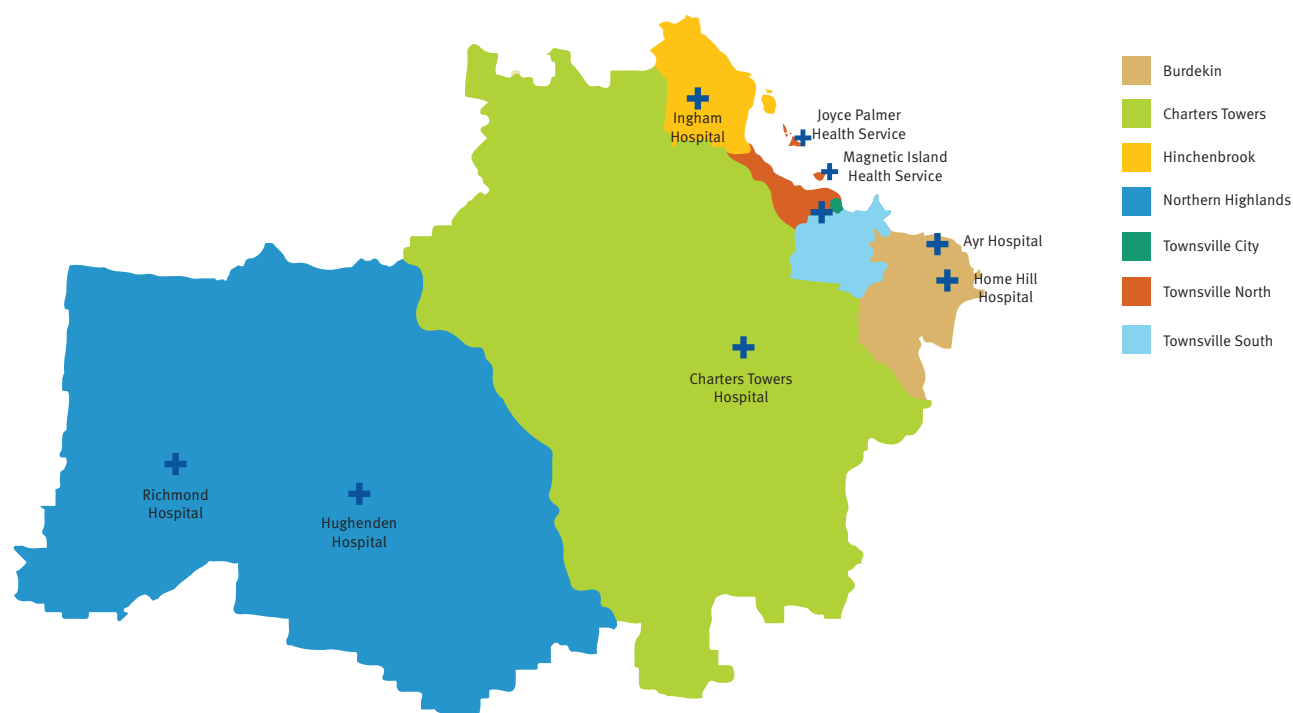 Ingham
Hospital
Joyce Palmer
Health Service
Magnetic Island
Health Service
Ayr Hospital
Home Hill
Hospital
Charters Towers
Hospital
Richmond
Hospital
Hughenden
Hospital
Burdekin
Charters Towers
Hinchenbrook
Northern Highlands
Townsville City
Townsville North
Townsville South